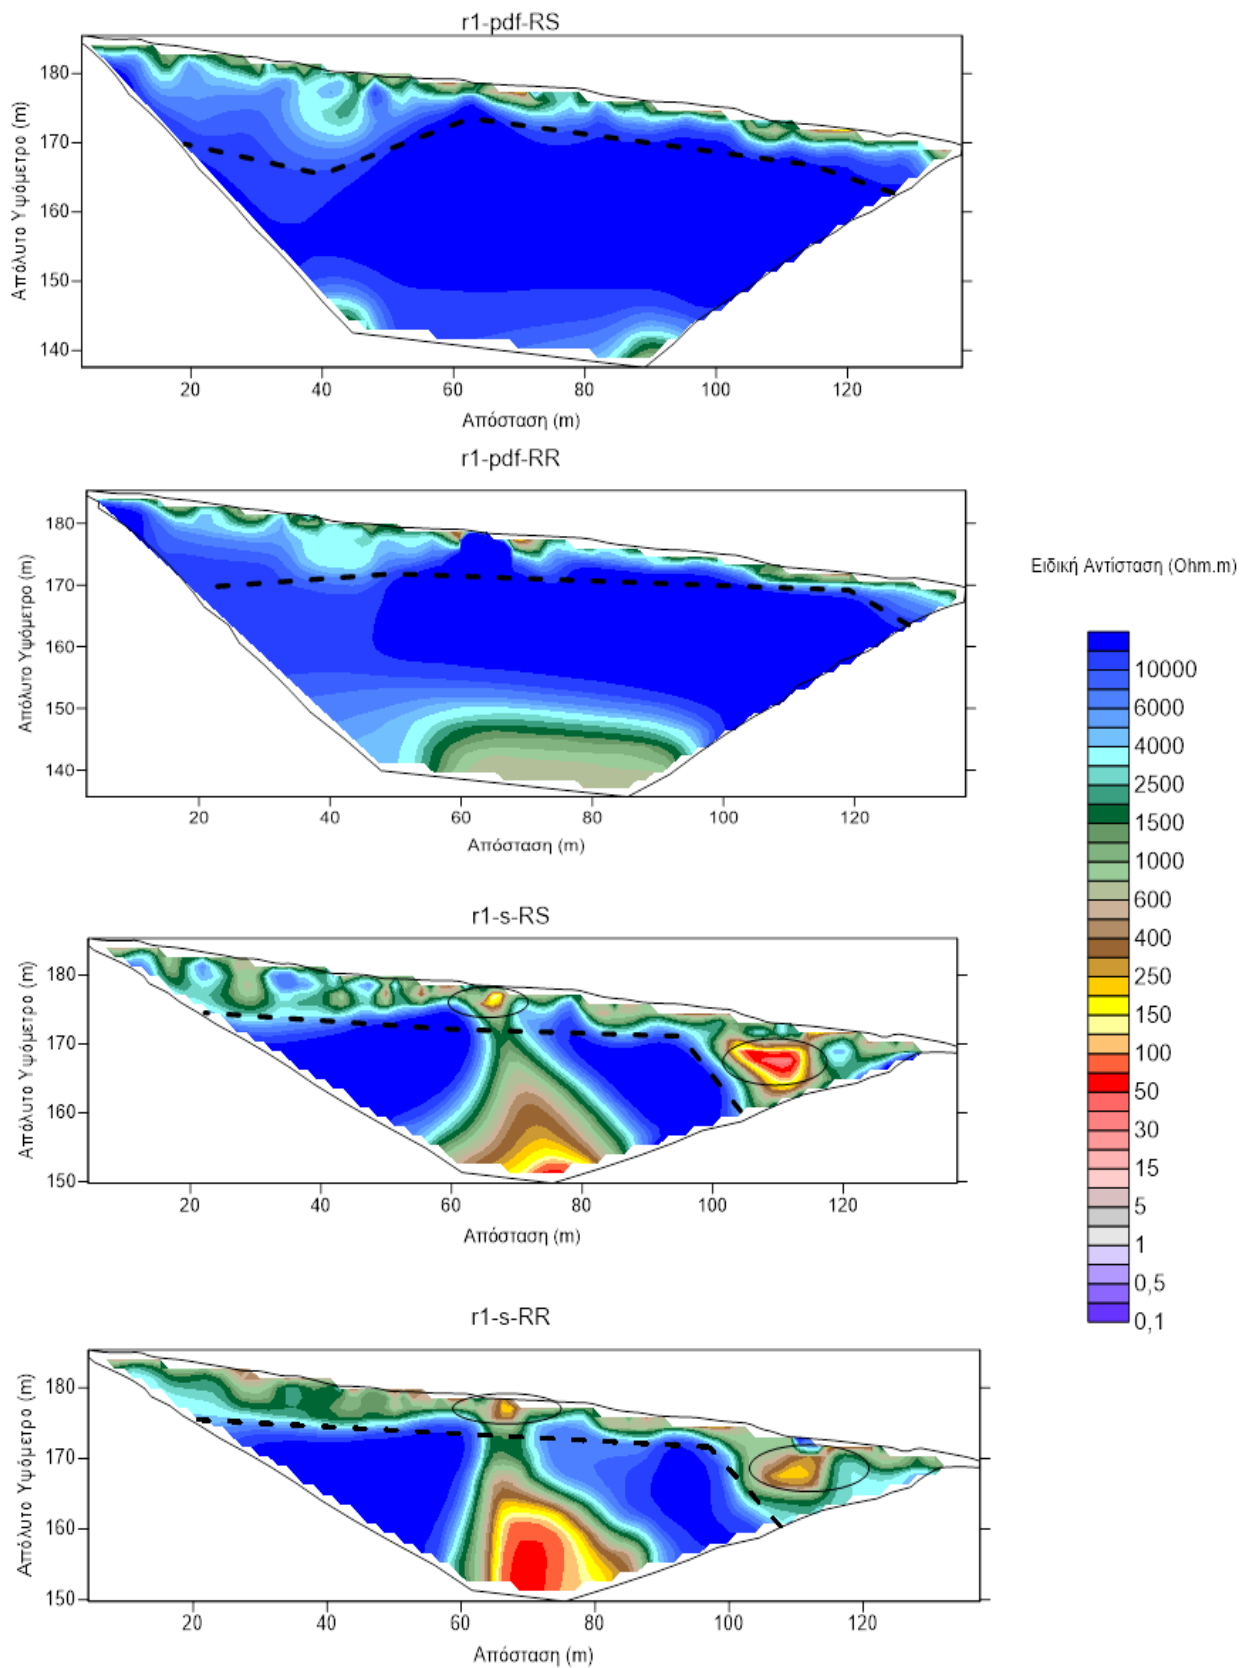 r1-pdf-RS
Απόλυτο Υψόμετρο (m)
180
170
160
150
140
20 40 60 80 100 120
Απόσταση (m)
r1-pdf-RR
Απόλυτο Υψόμετρο (m)
180
170
160
150
140
20 40 60 80 100 120
Απόσταση (m)
Ειδική Αντίσταση (Ohm.m)
10000
6000
4000
2500
1500
1000
600
400
250
150
100
50
30
15
5
1
0,5
0,1
r1-s-RS
Απόλυτο Υψόμετρο (m)
180
170
160
150
20 40 60 80 100 120
Απόσταση (m)
r1-s-RR
Απόλυτο Υψόμετρο (m)
180
170
160
150
20 40 60 80 100 120
Απόσταση (m)